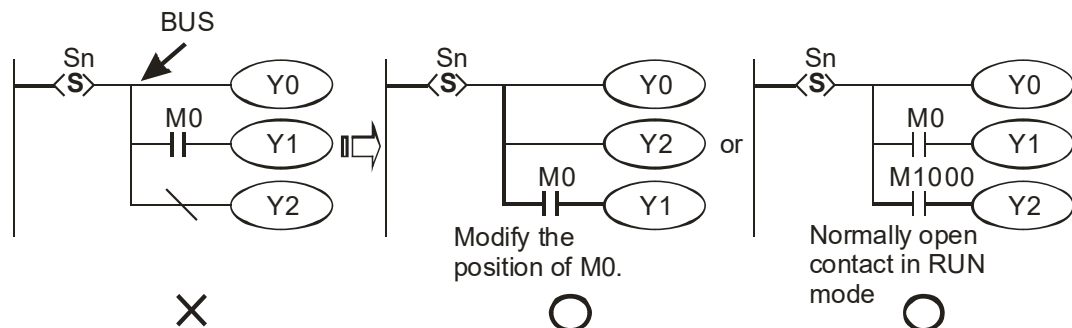 BUS
Sn
S
Y0
M0
Y1
Y2
Sn
S
Y0
Y2
or
M0
Y1
Modify the
position of M0.
Sn
S
Y0
M0
Y1
M1000
Y2
Normally open
contact in RUN
mode